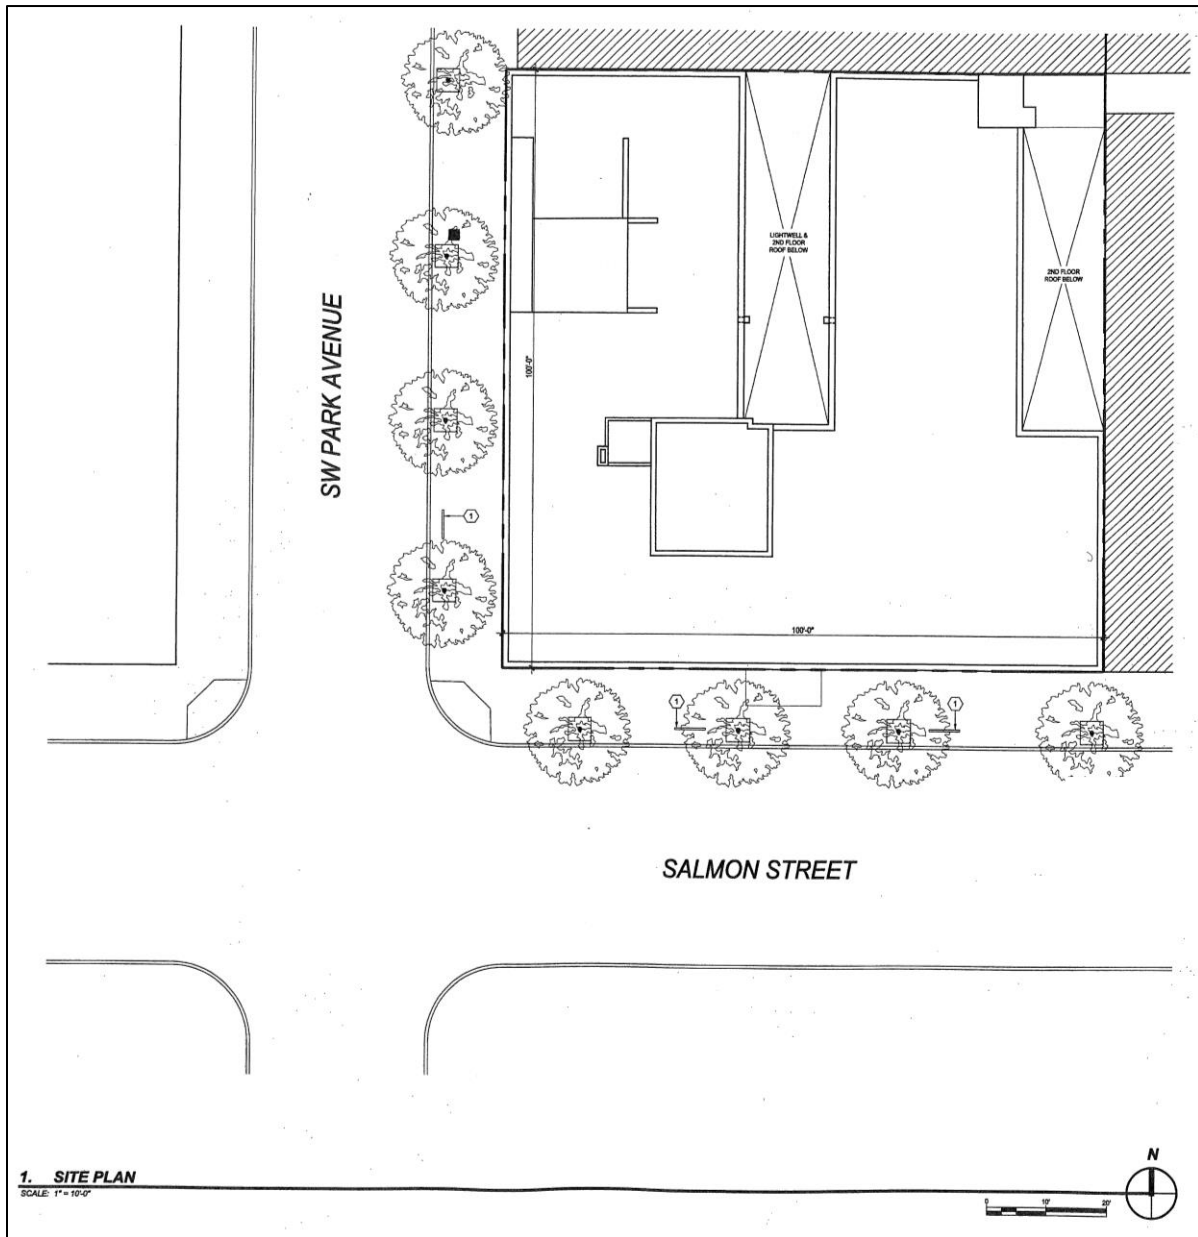 LIGHTWELL &
2ND FLOOR
ROOF BELOW
2ND FLOOR
ROOF BELOW
SW PARK AVENUE
100'-0"
1
100'-0"
1
1
SALMON STREET
1. SITE PLAN
SCALE: 1" = 10'-0"
N
0 10' 20'